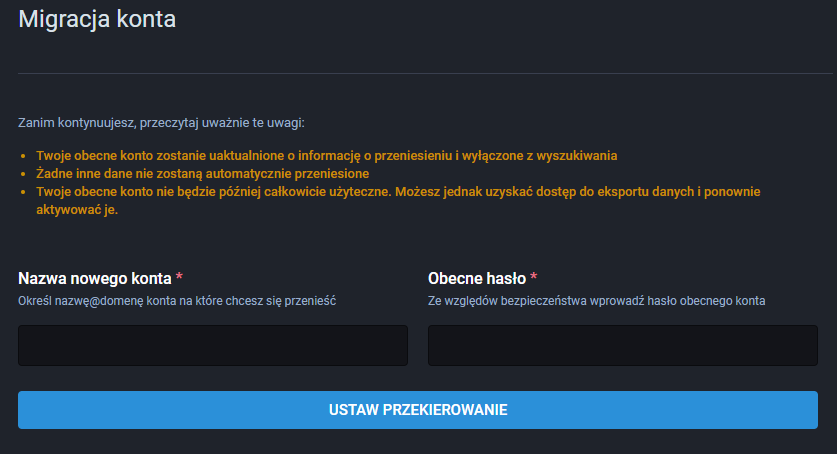 Migracja konta
Zanim kontynuujesz, przeczytaj uważnie te uwagi:
• Twoje obecne konto zostanie uaktualnione o informację o przeniesieniu i wyłączone z wyszukiwania
• Żadne inne dane nie zostaną automatycznie przeniesione
• Twoje obecne konto nie będzie później całkowicie użyteczne. Możesz jednak uzyskać dostęp do eksportu danych i ponownie
aktywować je.
Nazwa nowego konta *
Określ nazwę@domenę konta na które chcesz się przenieść
Obecne hasło *
Ze względów bezpieczeństwa wprowadź hasło obecnego konta
USTAW PRZEKIEROWANIE